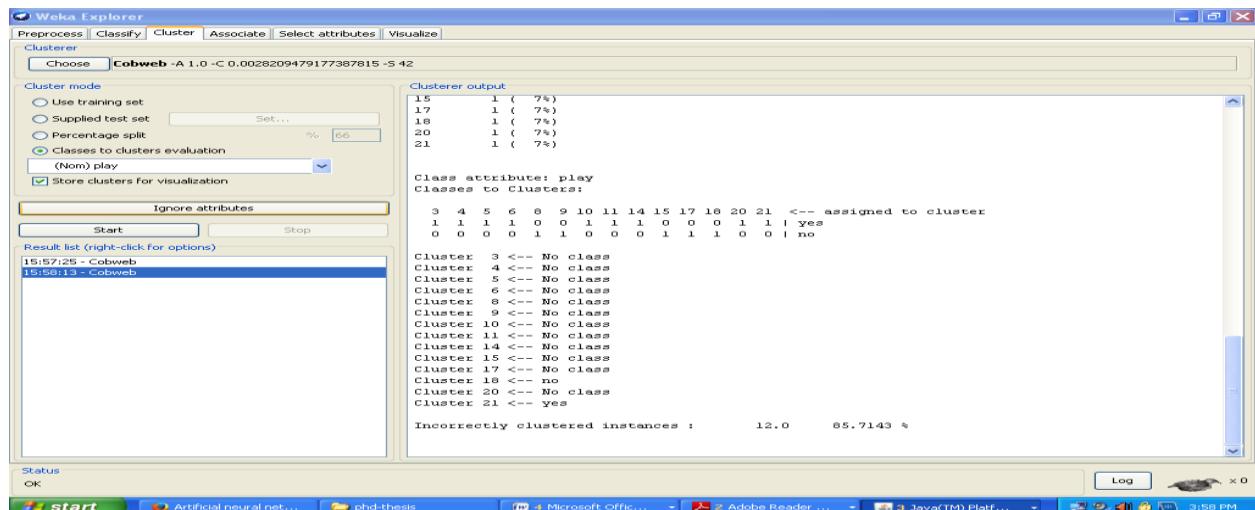 Weka Explorer
Preprocess Classify Cluster Associate Select attributes Visualize
Clusterer
Choose Cobweb -A 1.0 -C 0.0028209479177387815 -S 42
Cluster mode
Use training set
Supplied test set Set...
Percentage split % 66
Classes to clusters evaluation
(Nom) play
Store clusters for visualization
Ignore attributes
Start Stop
Result list (right-click for options)
15:57:25 - Cobweb
15:58:13 - Cobweb
Clusterer output
15 1 ( 7%)
17 1 ( 7%)
18 1 ( 7%)
20 1 ( 7%)
21 1 ( 7%)
Class attribute: play
Classes to Clusters:
3 4 5 6 8 9 10 11 14 15 17 18 20 21 <-- assigned to cluster
1 1 1 1 0 0 1 1 1 0 0 0 1 1 | yes
0 0 0 0 1 1 0 0 0 1 1 1 0 0 | no
Cluster 3 <-- No class
Cluster 4 <-- No class
Cluster 5 <-- No class
Cluster 6 <-- No class
Cluster 8 <-- No class
Cluster 9 <-- No class
Cluster 10 <-- No class
Cluster 11 <-- No class
Cluster 14 <-- No class
Cluster 15 <-- No class
Cluster 17 <-- No class
Cluster 18 <-- no
Cluster 20 <-- No class
Cluster 21 <-- yes
Incorrectly clustered instances : 12.0 85.7143 %
Status
OK
Log x 0
start Artificial neural net... phd-thesis 4 Microsoft Offic... 2 Adobe Reader ... 3 Java(TM) Platf... 3:58 PM